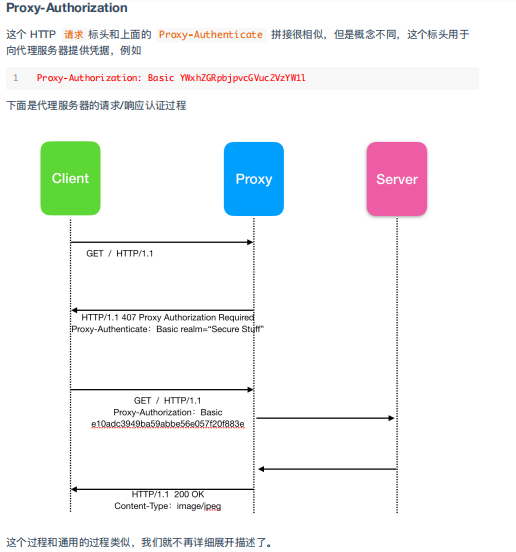 Proxy-Authorization
这个 HTTP 请求 标头和上面的 Proxy-Authenticate 拼接很相似，但是概念不同，这个标头用于
向代理服务器提供凭据，例如
1 Proxy-Authorization: Basic YWxhZGRpbjpvcGVuc2VzYW1l
下面是代理服务器的请求/响应认证过程
Client Proxy Server
GET / HTTP/1.1
HTTP/1.1 407 Proxy Authorization Required
Proxy-Authenticate：Basic realm=“Secure Stuff”
GET / HTTP/1.1
Proxy-Authorization：Basic
e10adc3949ba59abbe56e057f20f883e
HTTP/1.1 200 OK
Content-Type：image/jpeg
这个过程和通用的过程类似，我们就不再详细展开描述了。